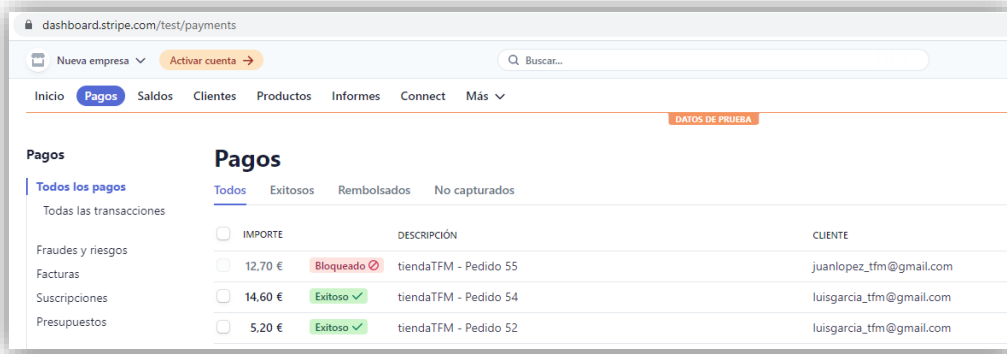 dashboard.stripe.com/test/payments
Nueva empresa Activar cuenta → Buscar...
Inicio Pagos Saldos Clientes Productos Informes Connect Más
DATOS DE PRUEBA
Pagos
Todos los pagos
Todas las transacciones
Fraudes y riesgos
Facturas
Suscripciones
Presupuestos
Pagos
Todos Exitosos Rembolsados No capturados
IMPORTE DESCRIPCIÓN CLIENTE
12,70 € Bloqueado tiendaTFM - Pedido 55 juanlopez_tfm@gmail.com
14,60 € Exitoso ✓ tiendaTFM - Pedido 54 luisgarcia_tfm@gmail.com
5,20 € Exitoso ✓ tiendaTFM - Pedido 52 luisgarcia_tfm@gmail.com